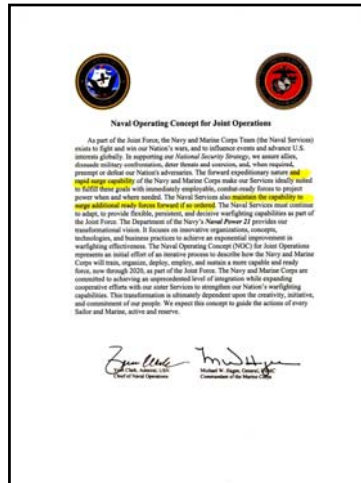 Naval Operating Concept for Joint Operations
As part of the Joint Force, the Navy and Marine Corps Team (the Naval Services)
exists to fight and win our Nation's wars, and to influence events and advance U.S.
interests globally. In supporting our National Security Strategy, we assure allies,
dissuade military confrontation, deter threats and coercion, and, when required,
preempt or defeat our Nation's adversaries. The forward expeditionary nature and
rapid surge capability of the Navy and Marine Corps make our Services ideally suited
to fulfill these goals with immediately employable, combat-ready forces to project
power when and where needed. The Naval Services also maintain the capability to
surge additional ready forces forward if so ordered. The Naval Services must continue
to adapt, to provide flexible, persistent, and decisive warfighting capabilities as part of
the Joint Force. The Department of the Navy's Naval Power 21 provides our
transformational vision. It focuses on innovative organizations, concepts,
technologies, and business practices to achieve an exponential improvement in
warfighting effectiveness. The Naval Operating Concept (NOC) for Joint Operations
represents an initial effort of an iterative process to describe how the Navy and Marine
Corps will train, organize, deploy, employ, and sustain a more capable and ready
force, now through 2020, as part of the Joint Force. The Navy and Marine Corps are
committed to achieving an unprecedented level of integration while expanding
cooperative efforts with our sister Services to strengthen our Nation's warfighting
capabilities. This transformation is ultimately dependent upon the creativity, initiative,
and commitment of our people. We expect this concept to guide the actions of every
Sailor and Marine, active and reserve.
Vern Clark, Admiral, USN
Chief of Naval Operations
Michael W. Hagee, General, USMC
Commandant of the Marine Corps